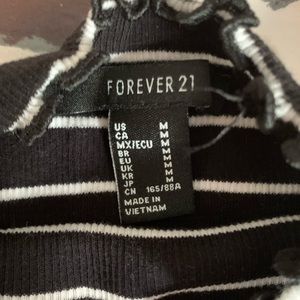 FOREVER 21
US M
CA M
MX/ECU M
BR M
EU M
UK M
KR M
JP M
CN 165/88A
MADE IN
VIETNAM